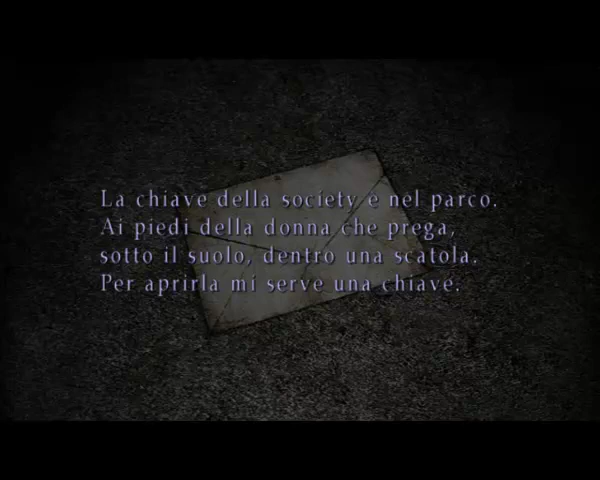 La chiave della society è nel parco.
Ai piedi della donna che prega,
sotto il suolo, dentro una scatola.
Per aprirla mi serve una chiave.